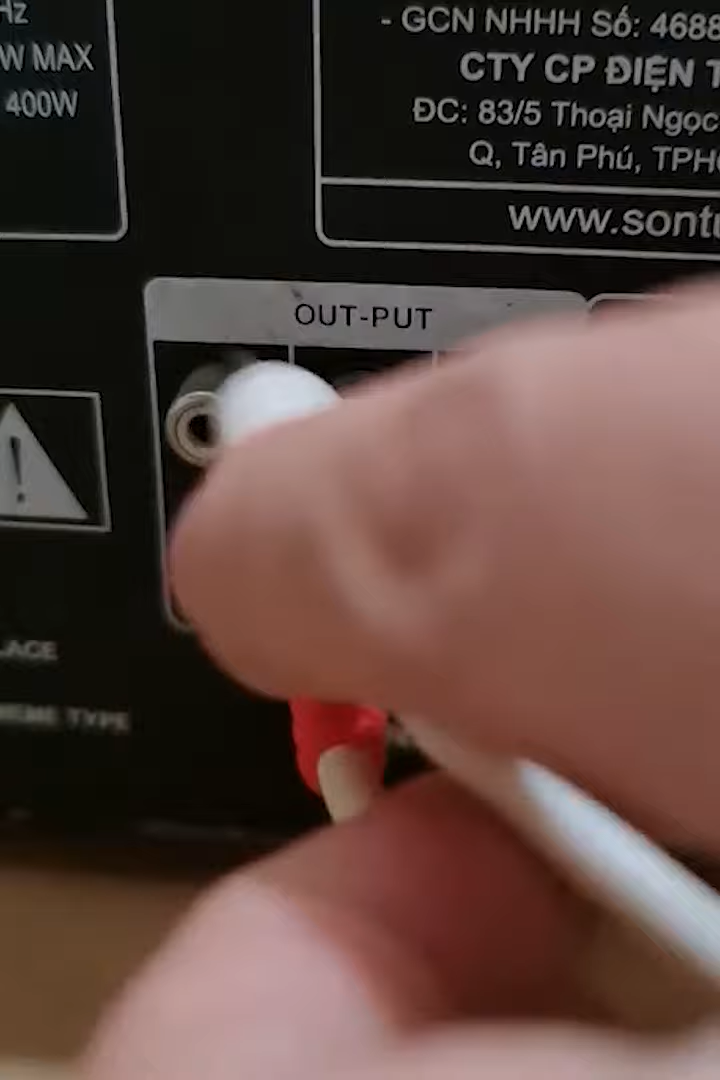 Hz
W MAX
400W
- GCN NHHH Số: 4688
CTY CP ĐIỆN T
ĐC: 83/5 Thoại Ngọc
Q, Tân Phú, TPH
www.sont
OUT-PUT
LACE
TYPE